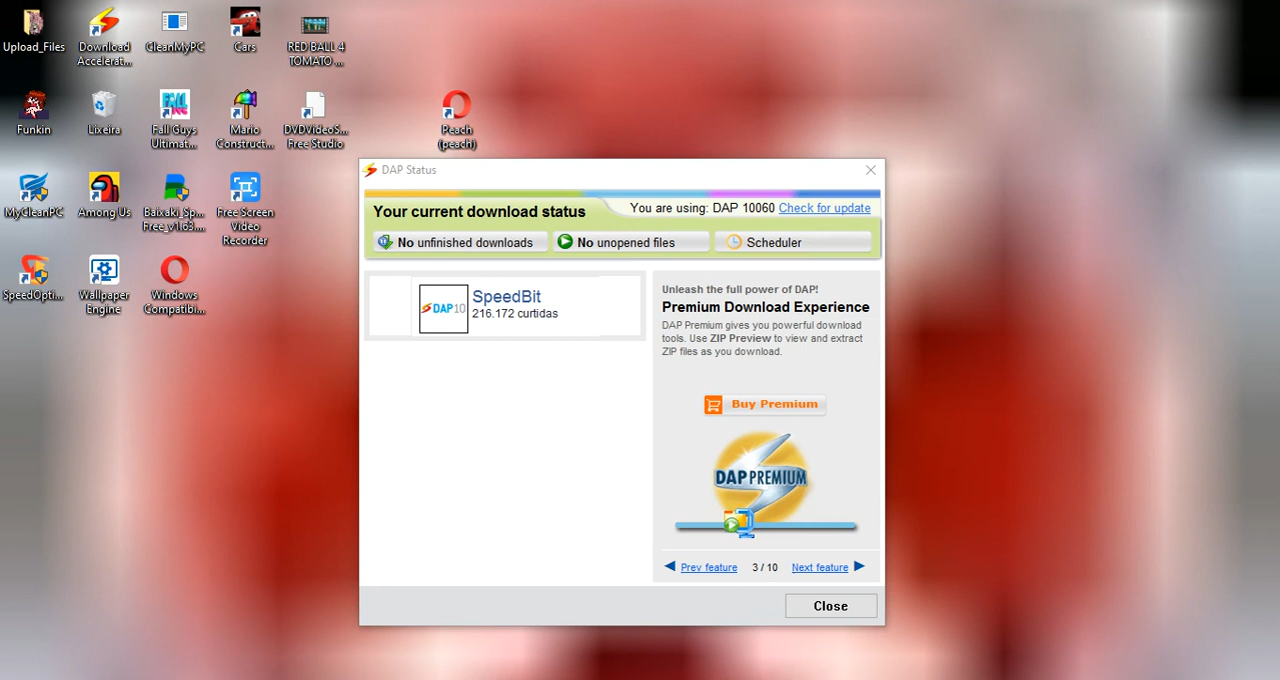 Upload_Files
Download
Accelerat...
CleanMyPC
Cars
RED BALL 4
TOMATO ...
Funkin
Lixeira
Fall Guys
Ultimat...
Mario
Construct...
DVDVideoS...
Free Studio
Peach
(peach)
MyCleanPC
Among Us
Baixaki_Sp...
Free_v1.63...
Free Screen
Video
Recorder
SpeedOpti...
Wallpaper
Engine
Windows
Compatibi...
DAP Status
Your current download status
You are using: DAP 10060 Check for update
No unfinished downloads
No unopened files
Scheduler
DAP10
SpeedBit
216.172 curtidas
Unleash the full power of DAP!
Premium Download Experience
DAP Premium gives you powerful download
tools. Use ZIP Preview to view and extract
ZIP files as you download.
Buy Premium
DAP PREMIUM
Prev feature 3 / 10 Next feature
Close